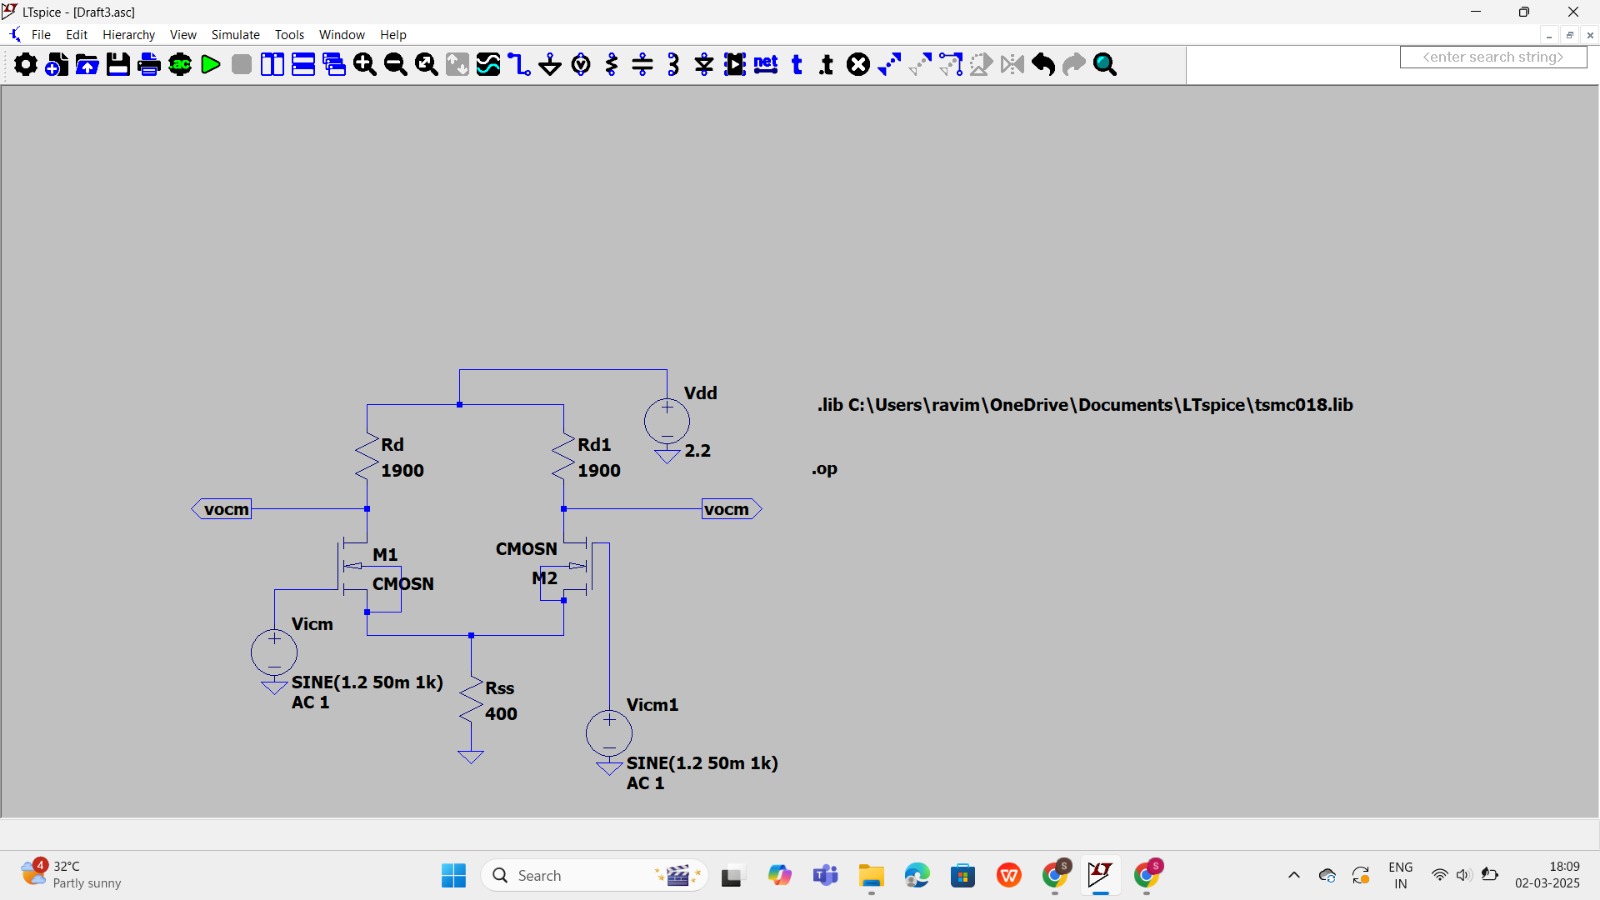 LTspice - [Draft3.asc]
File Edit Hierarchy View Simulate Tools Window Help
.ac
net
t
.t
<enter search string>
Vdd
2.2
Rd
1900
Rd1
1900
.lib C:\Users\ravim\OneDrive\Documents\LTspice\tsmc018.lib
.op
vocm
vocm
M1
CMOSN
CMOSN
M2
Vicm
SINE(1.2 50m 1k)
AC 1
Rss
400
Vicm1
SINE(1.2 50m 1k)
AC 1
4
32°C
Partly sunny
Search
S
S
ENG
IN
18:09
02-03-2025